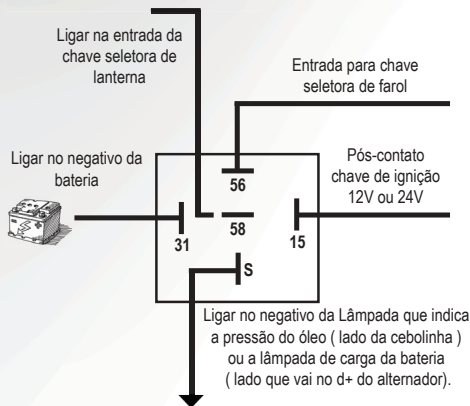 Ligar na entrada da
chave seletora de
lanterna
Entrada para chave
seletora de farol
Ligar no negativo da
bateria
Pós-contato
chave de ignição
12V ou 24V
56
58
31
15
S
Ligar no negativo da Lâmpada que indica
a pressão do óleo ( lado da cebolinha )
ou a lâmpada de carga da bateria
( lado que vai no d+ do alternador).